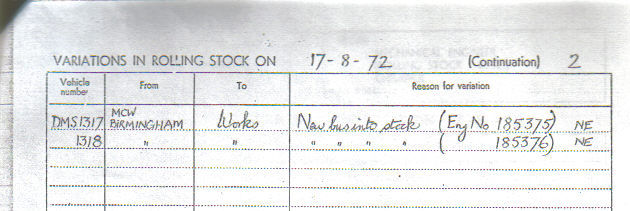 VARIATIONS IN ROLLING STOCK ON 17-8-72 (Continuation) 2
Vehicle number From To Reason for variation
DMS1317 MCW BIRMINGHAM Works New bus into stock (Eng No 185375) NE
1318 " " " " " " ( 185376) NE